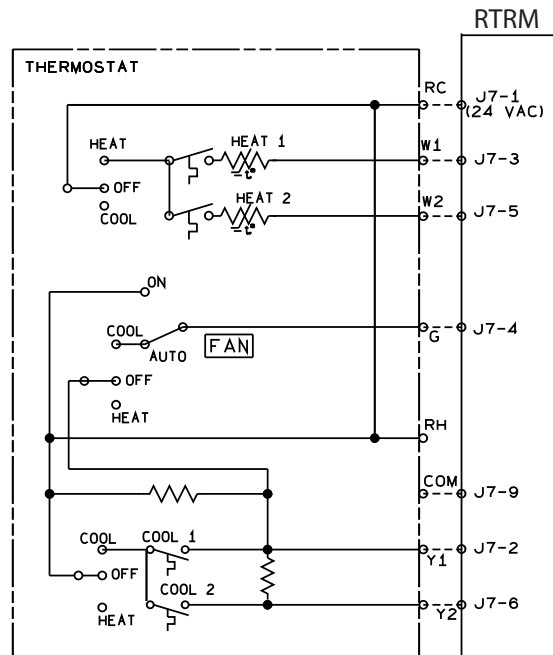 RTRM
THERMOSTAT
RC
J7-1
(24 VAC)
HEAT
HEAT 1
W1
J7-3
-t°
OFF
HEAT 2
W2
J7-5
COOL
-t°
ON
COOL
FAN
G
J7-4
AUTO
OFF
HEAT
RH
COM
J7-9
COOL
COOL 1
J7-2
Y1
OFF
COOL 2
J7-6
HEAT
Y2